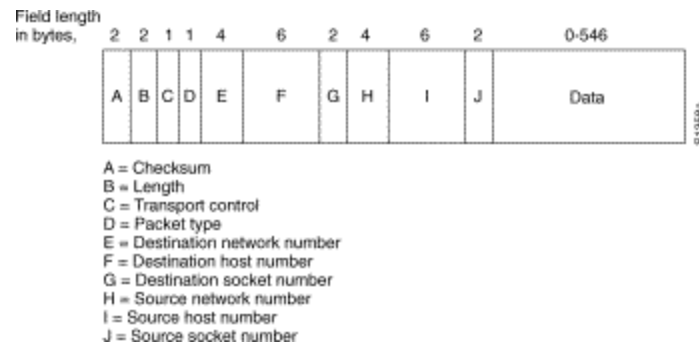 Field length
in bytes, 2 2 1 1 4 6 2 4 6 2 0-546
A B C D E F G H I J Data
A = Checksum
B = Length
C = Transport control
D = Packet type
E = Destination network number
F = Destination host number
G = Destination socket number
H = Source network number
I = Source host number
J = Source socket number